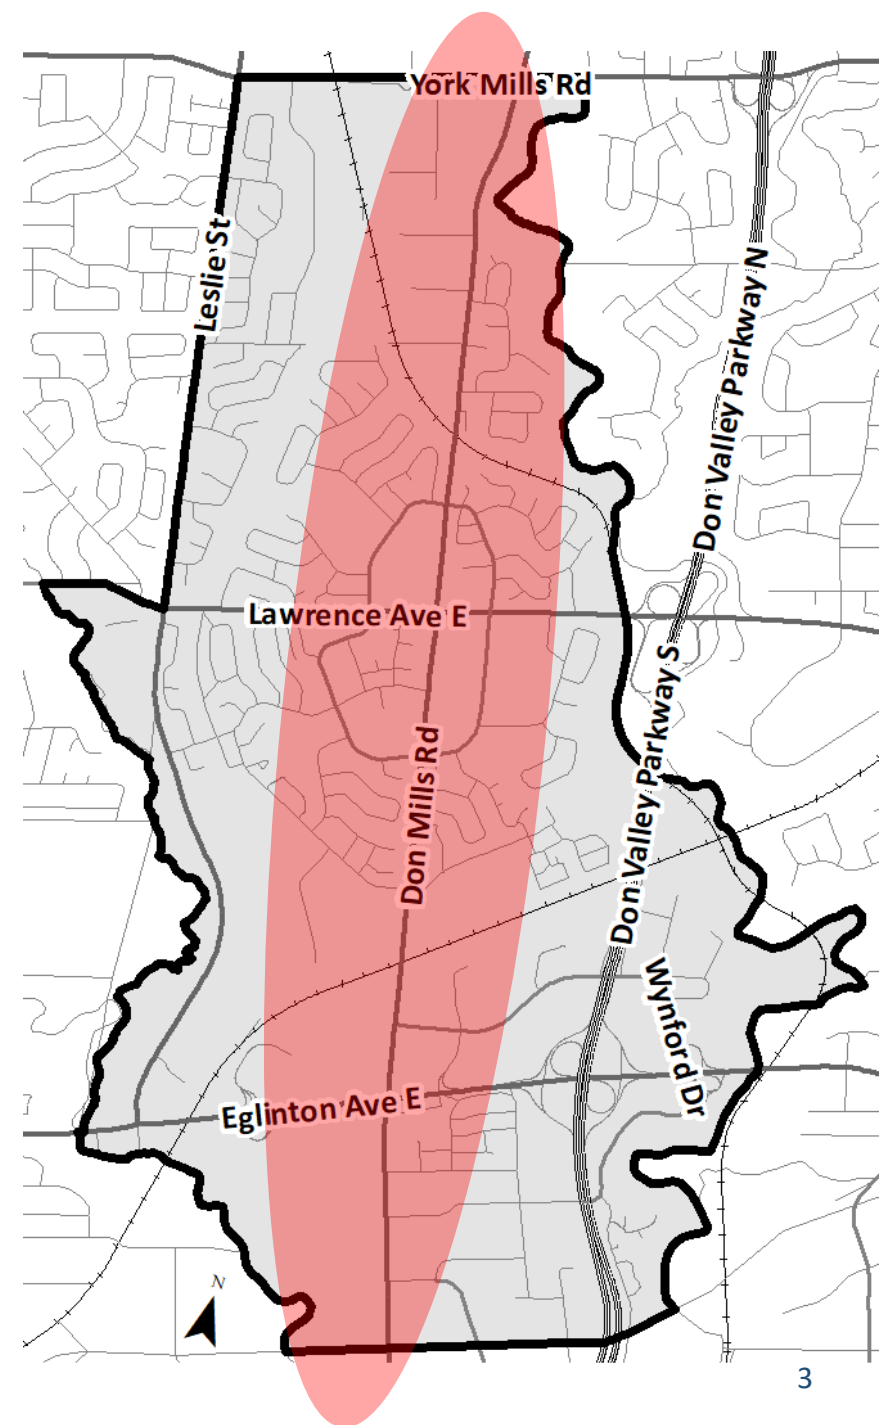 York Mills Rd
Leslie St
Don Valley Parkway N
Lawrence Ave E
Don Valley Parkway S
Don Mills Rd
Wynford Dr
Eglinton Ave E
N
3